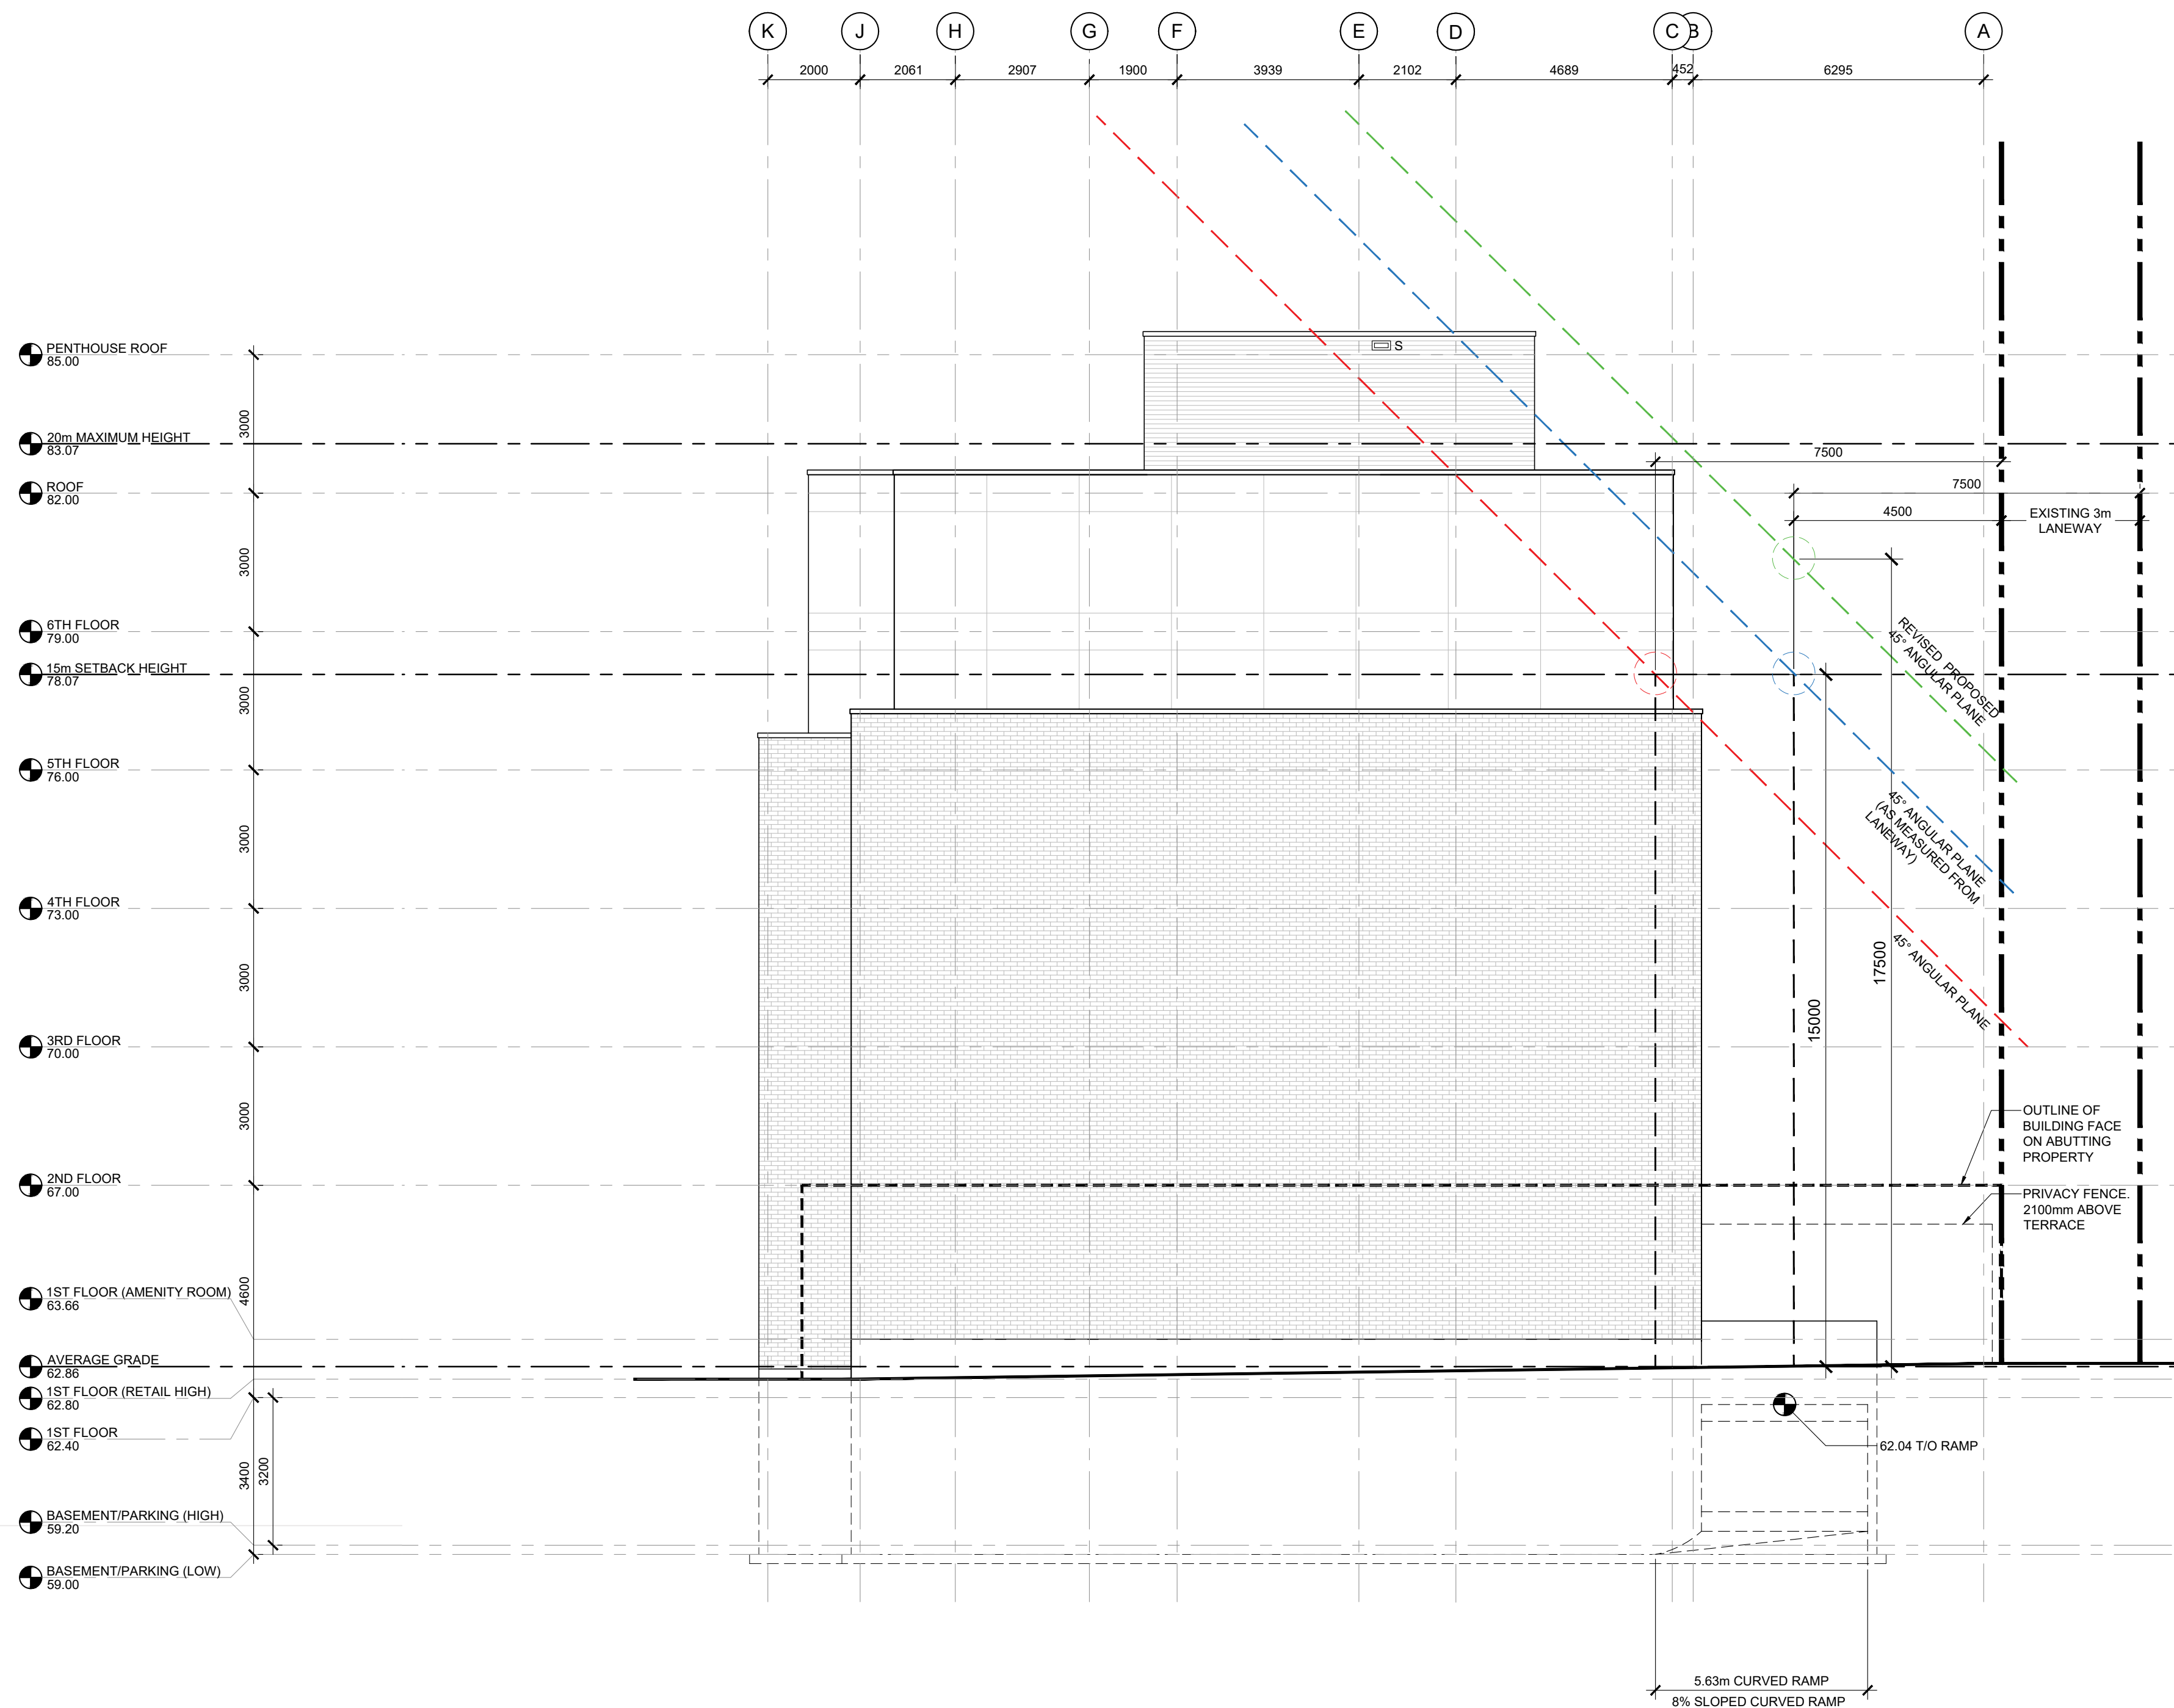 K J H G F E D C B A
2000 2061 2907 1900 3939 2102 4689 452 6295
PENTHOUSE ROOF
85.00
S
3000
20m MAXIMUM HEIGHT
83.07
7500
ROOF
82.00
7500
4500
EXISTING 3m
LANEWAY
3000
6TH FLOOR
79.00
REVISED PROPOSED
45° ANGULAR PLANE
15m SETBACK HEIGHT
78.07
3000
5TH FLOOR
76.00
45° ANGULAR PLANE
(AS MEASURED FROM
LANEWAY)
3000
4TH FLOOR
73.00
45° ANGULAR PLANE
17500
15000
3000
3RD FLOOR
70.00
3000
OUTLINE OF
BUILDING FACE
ON ABUTTING
PROPERTY
2ND FLOOR
67.00
PRIVACY FENCE.
2100mm ABOVE
TERRACE
4600
1ST FLOOR (AMENITY ROOM)
63.66
AVERAGE GRADE
62.86
1ST FLOOR (RETAIL HIGH)
62.80
1ST FLOOR
62.40
62.04 T/O RAMP
3400
3200
BASEMENT/PARKING (HIGH)
59.20
BASEMENT/PARKING (LOW)
59.00
5.63m CURVED RAMP
8% SLOPED CURVED RAMP